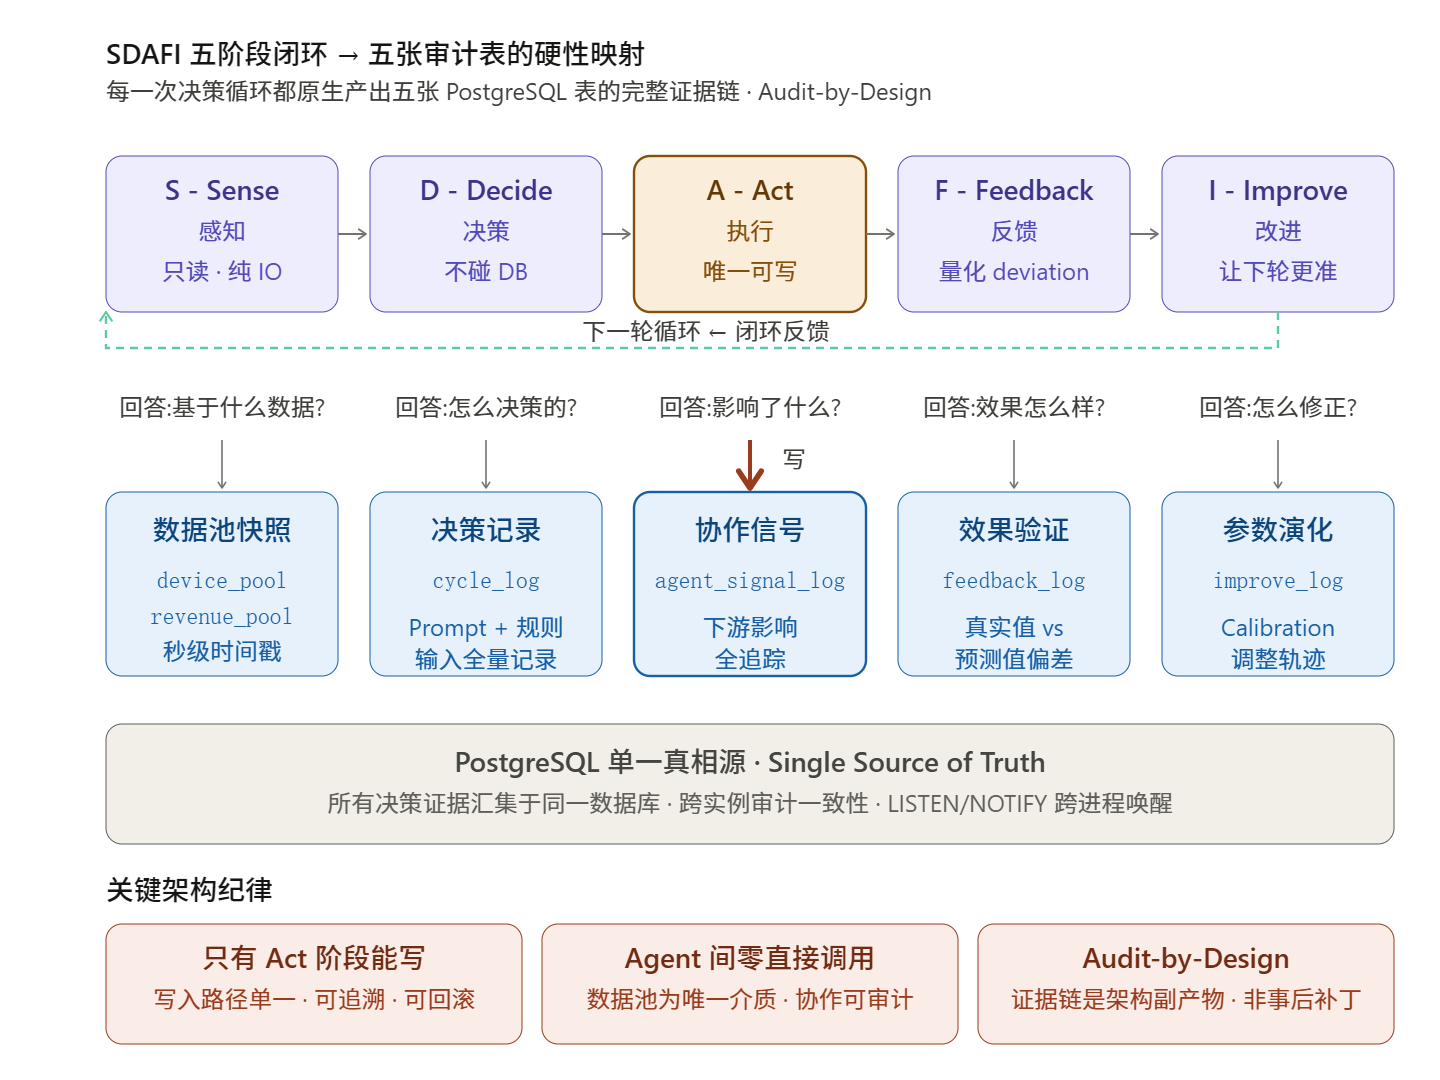 SDAFI 五阶段闭环 → 五张审计表的硬性映射
每一次决策循环都原生产出五张 PostgreSQL 表的完整证据链 · Audit-by-Design
S - Sense
感知
只读 · 纯 IO
D - Decide
决策
不碰 DB
A - Act
执行
唯一可写
F - Feedback
反馈
量化 deviation
I - Improve
改进
让下轮更准
下一轮循环 ← 闭环反馈
回答:基于什么数据?
回答:怎么决策的?
回答:影响了什么?
回答:效果怎么样?
回答:怎么修正?
写
数据池快照
device_pool
revenue_pool
秒级时间戳
决策记录
cycle_log
Prompt + 规则
输入全量记录
协作信号
agent_signal_log
下游影响
全追踪
效果验证
feedback_log
真实值 vs
预测值偏差
参数演化
improve_log
Calibration
调整轨迹
PostgreSQL 单一真相源 · Single Source of Truth
所有决策证据汇集于同一数据库 · 跨实例审计一致性 · LISTEN/NOTIFY 跨进程唤醒
关键架构纪律
只有 Act 阶段能写
写入路径单一 · 可追溯 · 可回滚
Agent 间零直接调用
数据池为唯一介质 · 协作可审计
Audit-by-Design
证据链是架构副产物 · 非事后补丁